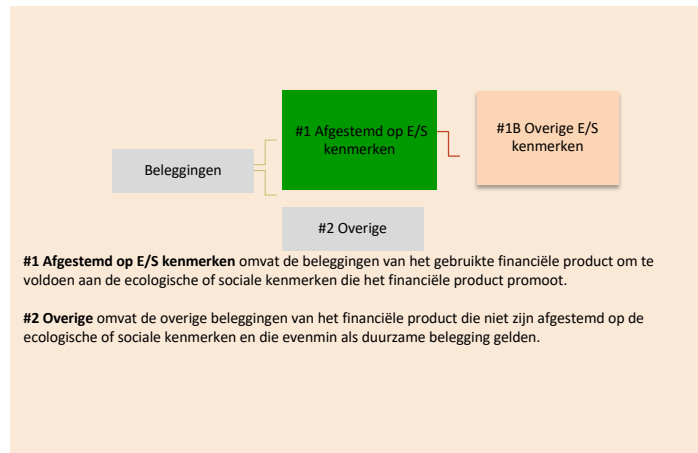 #1 Afgestemd op E/S
kenmerken
#1B Overige E/S
kenmerken
Beleggingen
#2 Overige
#1 Afgestemd op E/S kenmerken omvat de beleggingen van het gebruikte financiële product om te
voldoen aan de ecologische of sociale kenmerken die het financiële product promoot.
#2 Overige omvat de overige beleggingen van het financiële product die niet zijn afgestemd op de
ecologische of sociale kenmerken en die evenmin als duurzame belegging gelden.